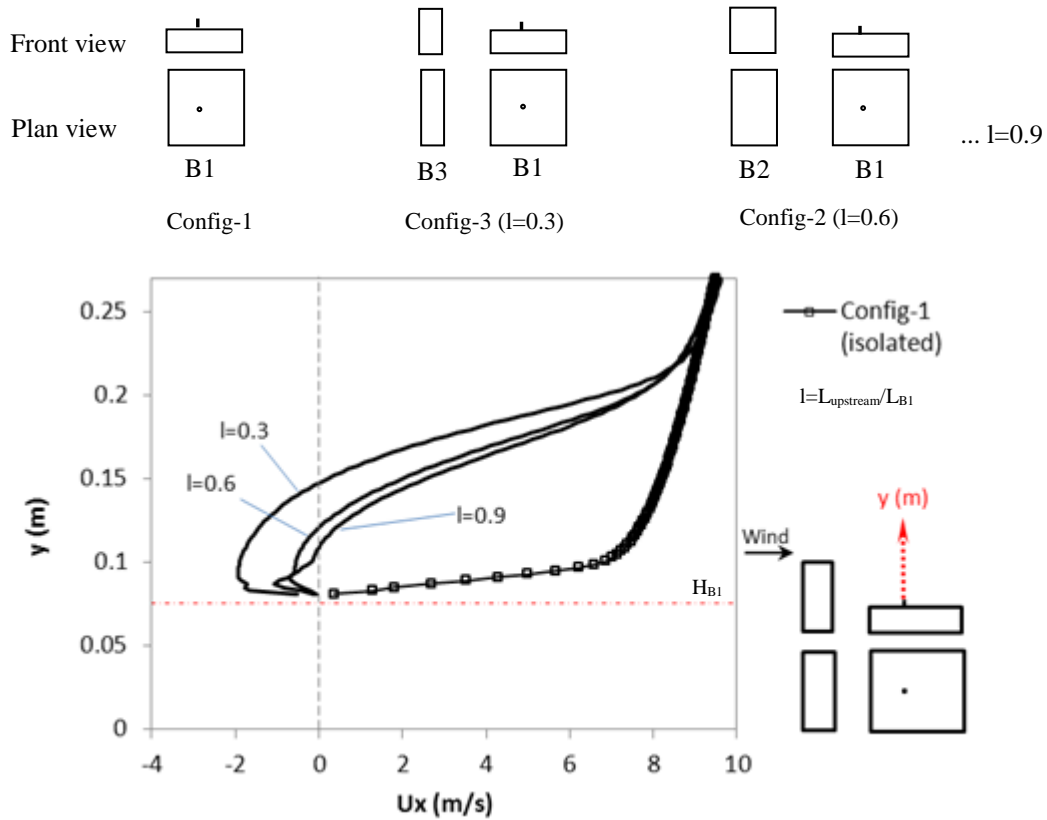 Front view
Plan view
B1
B3
B1
B2
B1
... l=0.9
Config-1
Config-3 (l=0.3)
Config-2 (l=0.6)
0.25
0.2
0.15
0.1
0.05
0
y (m)
-4
-2
0
2
4
6
8
10
Ux (m/s)
l=0.3
l=0.6
l=0.9
Config-1
(isolated)
l=Lupstream/LB1
y (m)
Wind
HB1